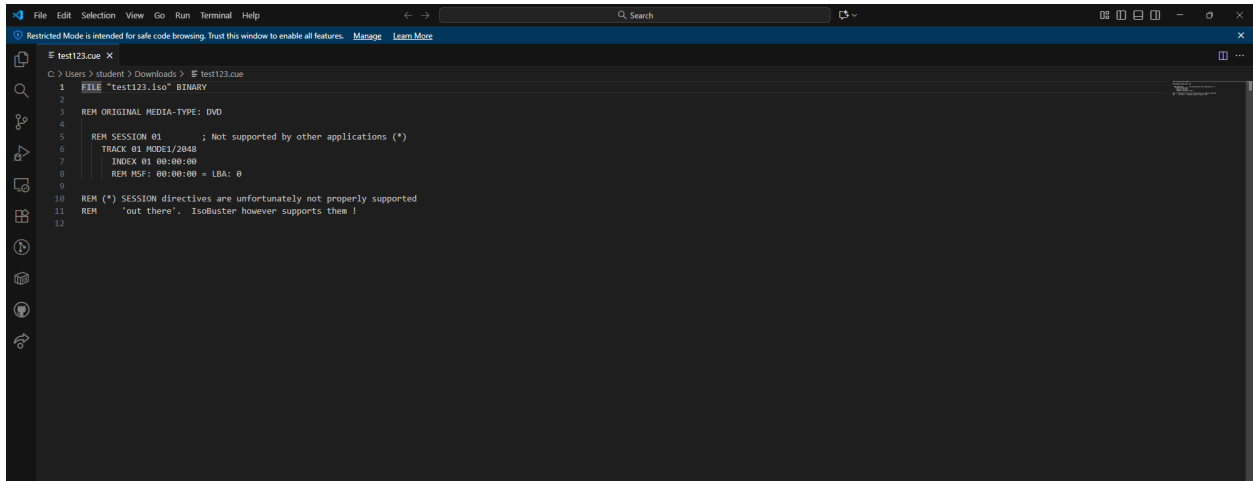 File Edit Selection View Go Run Terminal Help Search
Restricted Mode is intended for safe code browsing. Trust this window to enable all features. Manage Learn More
test123.cue
C: > Users > student > Downloads > test123.cue
1 FILE "test123.iso" BINARY
2
3 REM ORIGINAL MEDIA-TYPE: DVD
4
5 REM SESSION 01 ; Not supported by other applications (*)
6 TRACK 01 MODE1/2048
7 INDEX 01 00:00:00
8 REM MSF: 00:00:00 = LBA: 0
9
10 REM (*) SESSION directives are unfortunately not properly supported
11 REM 'out there'. IsoBuster however supports them !
12